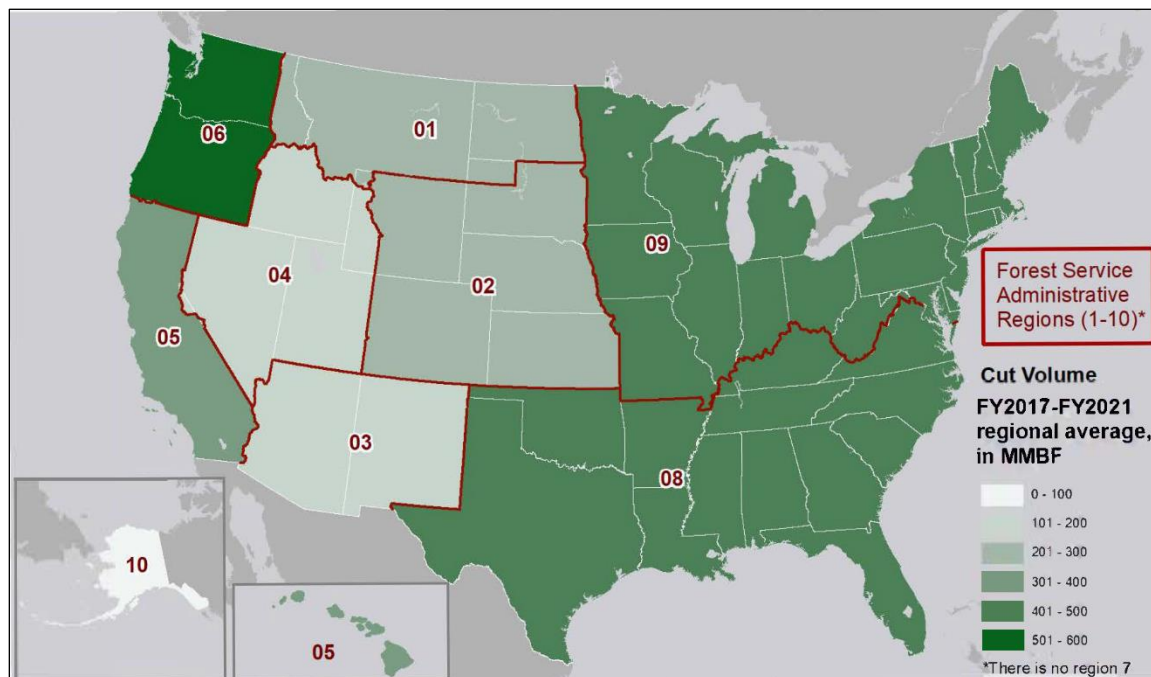 06
01
09
04
02
05
03
08
10
05
Forest Service
Administrative
Regions (1-10)*
Cut Volume
FY2017-FY2021
regional average,
in MMBF
0 - 100
101 - 200
201 - 300
301 - 400
401 - 500
501 - 600
*There is no region 7